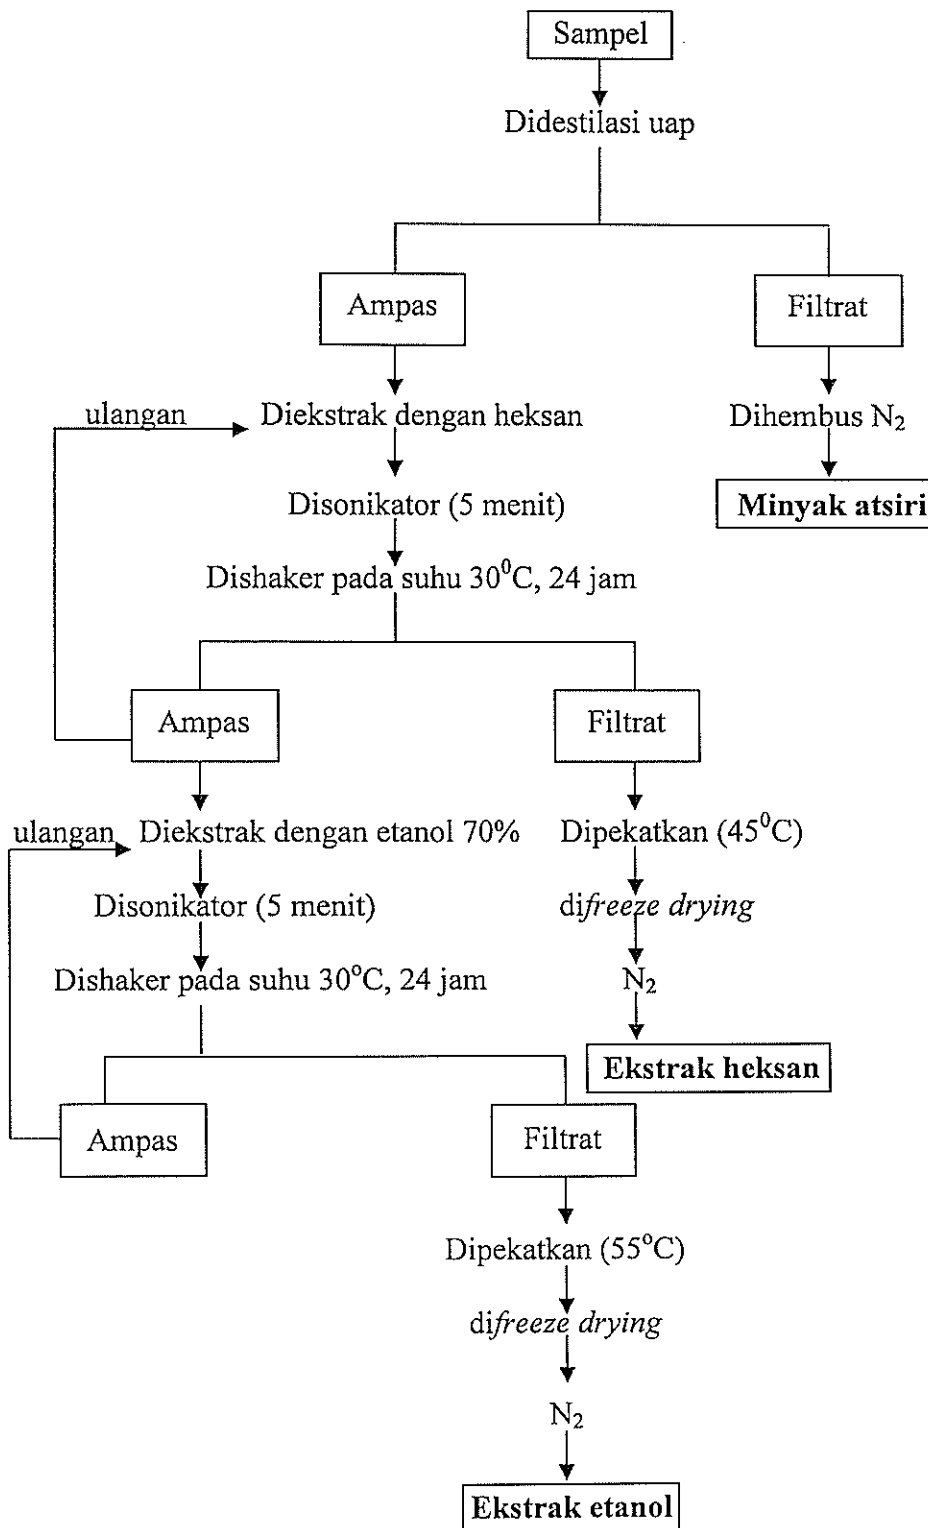 Sampel
Didestilasi uap
Ampas
Filtrat
ulangan
Diekstrak dengan heksan
Dihembus N₂
Disonikator (5 menit)
Minyak atsiri
Dishaker pada suhu 30⁰C, 24 jam
Ampas
Filtrat
ulangan
Diekstrak dengan etanol 70%
Dipekatkan (45⁰C)
Disonikator (5 menit)
difreeze drying
Dishaker pada suhu 30°C, 24 jam
N₂
Ekstrak heksan
Ampas
Filtrat
Dipekatkan (55°C)
difreeze drying
N₂
Ekstrak etanol